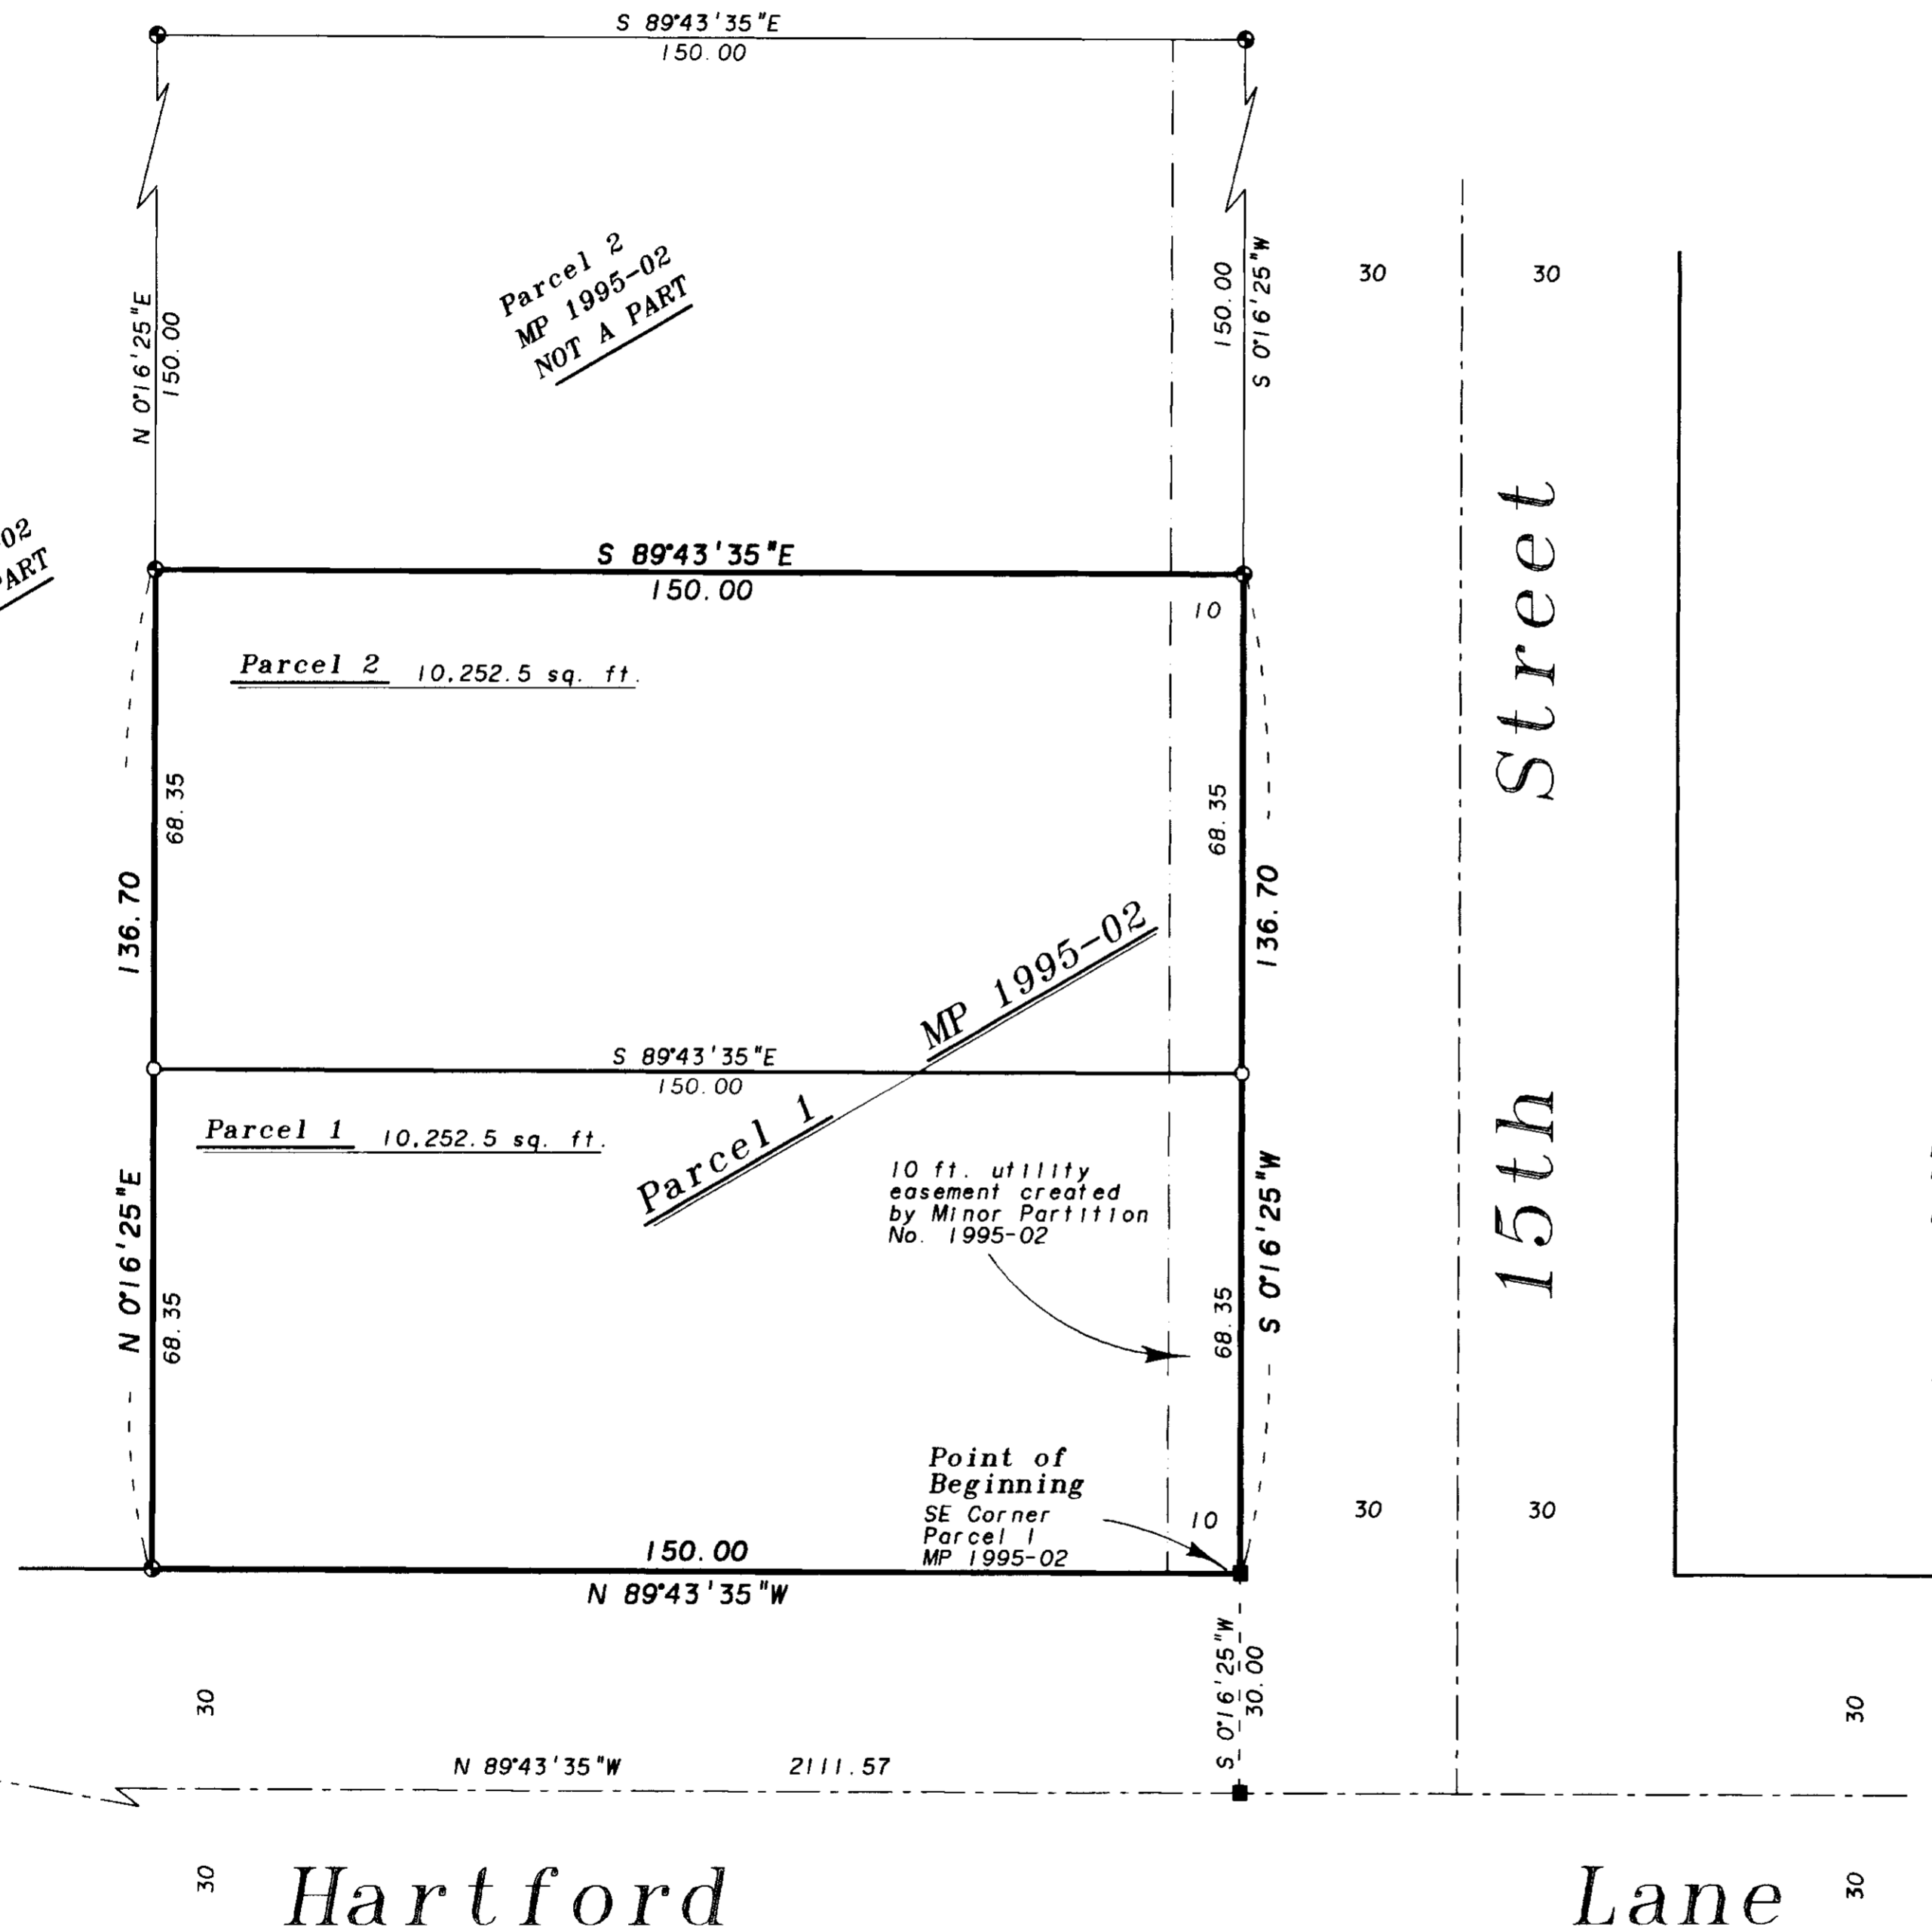 S 89°43'35"E
150.00
N 0°16'25"E
150.00
Parcel 2
MP 1995-02
NOT A PART
150.00
S 0°16'25"W
30
30
02
ART
S 89°43'35"E
150.00
10
Parcel 2 10,252.5 sq. ft.
68.35
136.70
68.35
136.70
15th Street
MP 1995-02
S 89°43'35"E
150.00
Parcel 1
Parcel 1 10,252.5 sq. ft.
10 ft. utility
easement created
by Minor Partition
No. 1995-02
N 0°16'25"E
68.35
68.35
S 0°16'25"W
Point of
Beginning
SE Corner
Parcel 1
MP 1995-02
10
30
30
150.00
N 89°43'35"W
S 0°16'25"W
30.00
30
30
N 89°43'35"W 2111.57
30
Hartford Lane
30